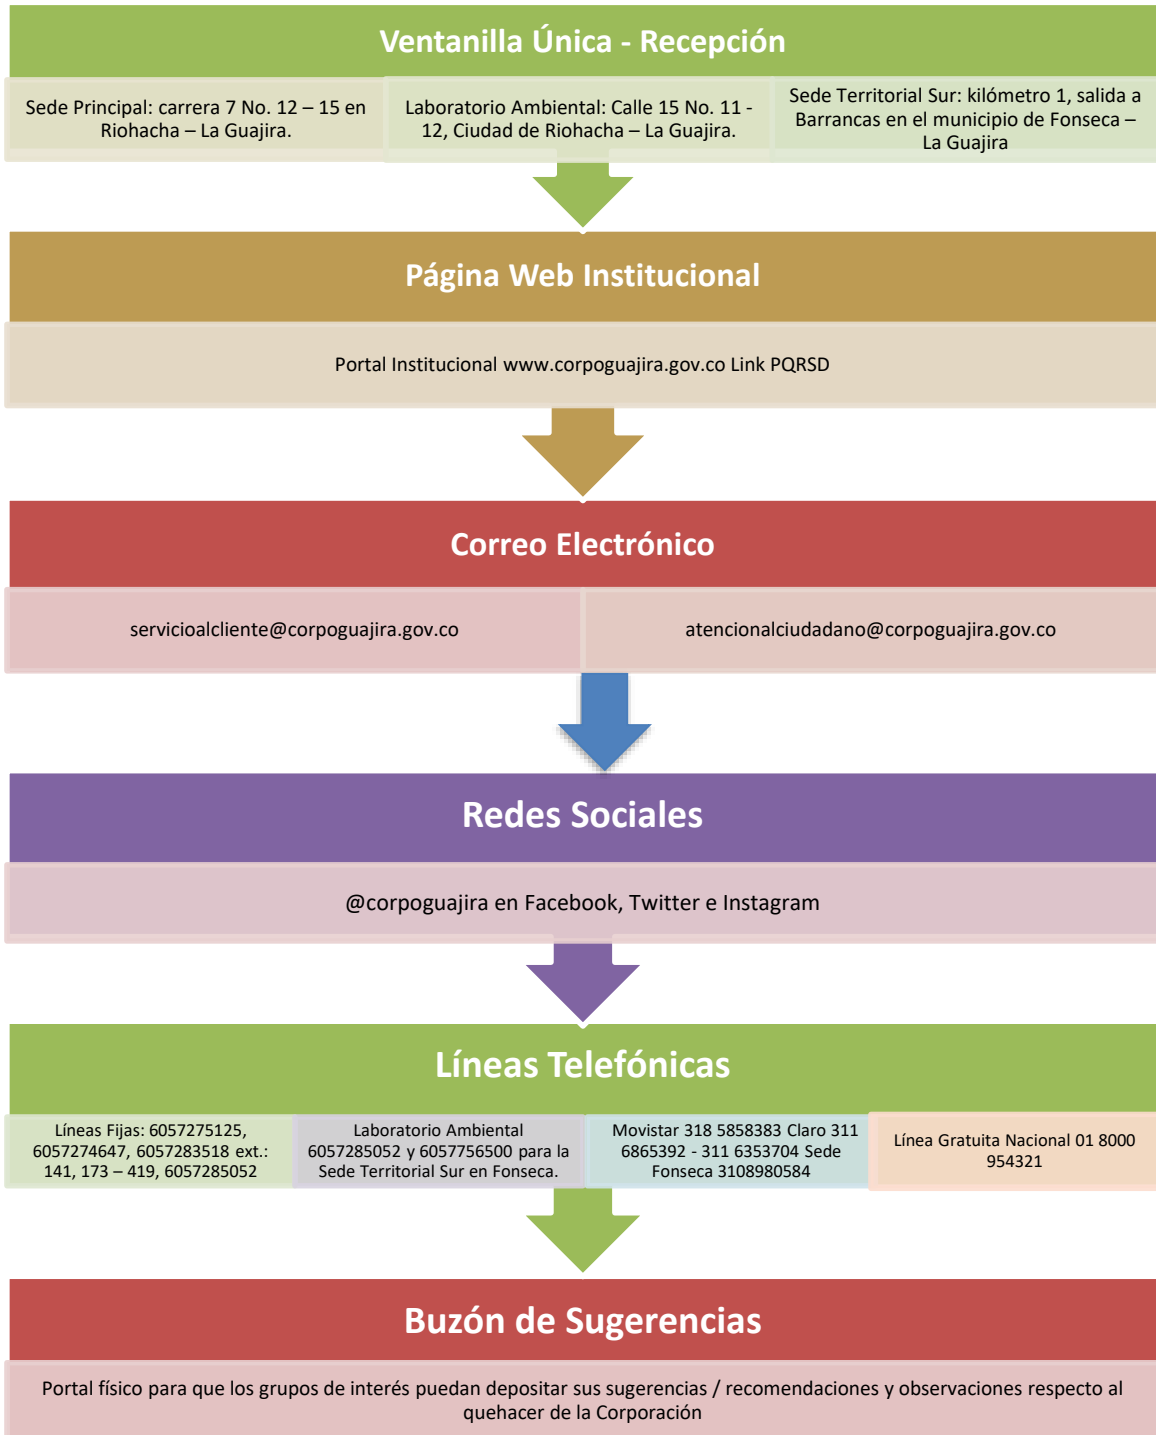 Ventanilla Única - Recepción
Sede Principal: carrera 7 No. 12 – 15 en
Riohacha – La Guajira.
Laboratorio Ambiental: Calle 15 No. 11 -
12, Ciudad de Riohacha – La Guajira.
Sede Territorial Sur: kilómetro 1, salida a
Barrancas en el municipio de Fonseca –
La Guajira
Página Web Institucional
Portal Institucional www.corpoguajira.gov.co Link PQRSD
Correo Electrónico
servicioalcliente@corpoguajira.gov.co
atencionalciudadano@corpoguajira.gov.co
Redes Sociales
@corpoguajira en Facebook, Twitter e Instagram
Líneas Telefónicas
Líneas Fijas: 6057275125,
6057274647, 6057283518 ext.:
141, 173 – 419, 6057285052
Laboratorio Ambiental
6057285052 y 6057756500 para la
Sede Territorial Sur en Fonseca.
Movistar 318 5858383 Claro 311
6865392 - 311 6353704 Sede
Fonseca 3108980584
Línea Gratuita Nacional 01 8000
954321
Buzón de Sugerencias
Portal físico para que los grupos de interés puedan depositar sus sugerencias / recomendaciones y observaciones respecto al
quehacer de la Corporación